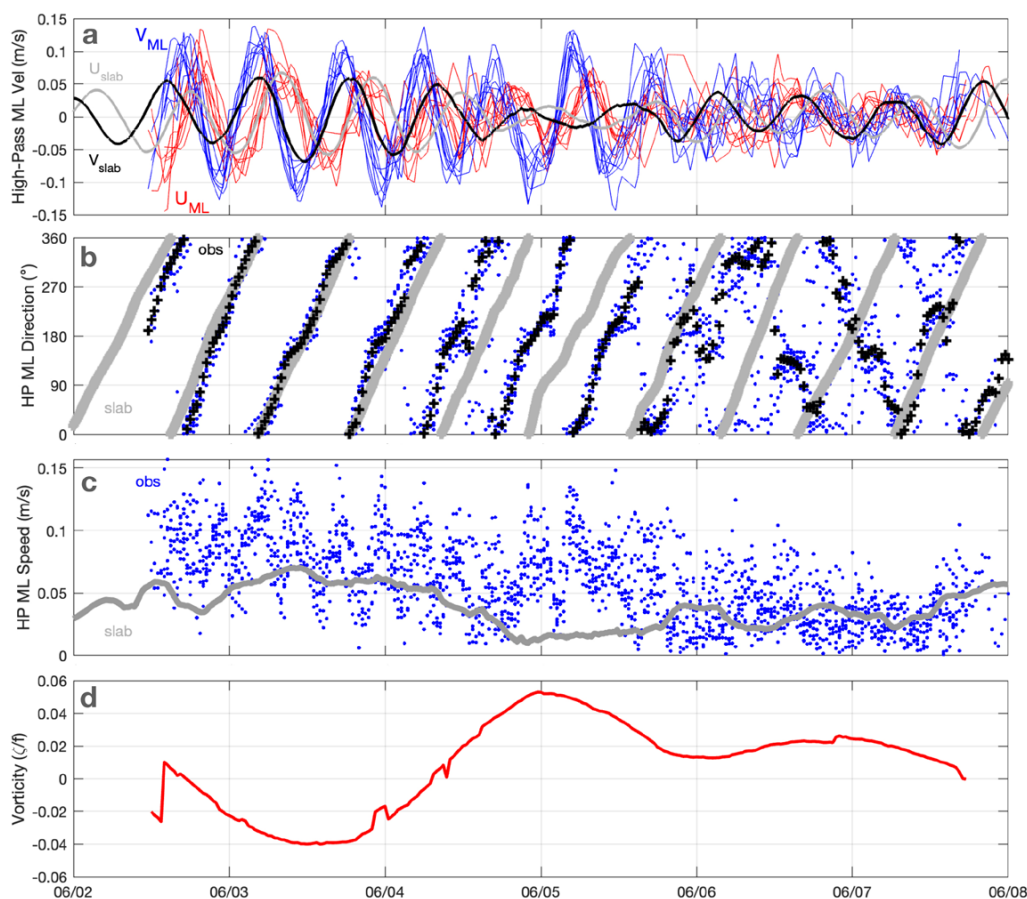 a
High-Pass ML Vel (m/s)
0.15
0.1
0.05
0
-0.05
-0.1
-0.15
V_ML
U_slab
V_slab
U_ML
b
HP ML Direction (°)
360
270
180
90
0
obs
slab
c
HP ML Speed (m/s)
0.15
0.1
0.05
0
obs
slab
d
Vorticity (ζ/f)
0.06
0.04
0.02
0
-0.02
-0.04
-0.06
06/02 06/03 06/04 06/05 06/06 06/07 06/08